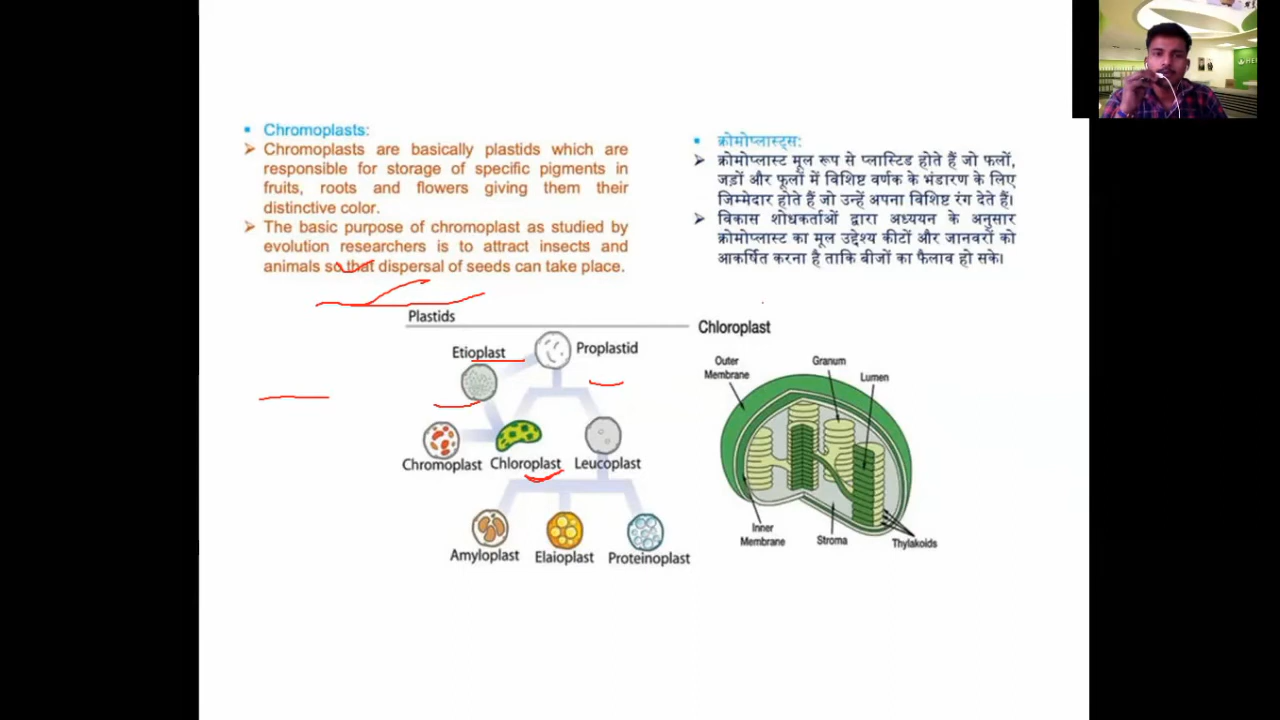 Chromoplasts:
Chromoplasts are basically plastids which are
responsible for storage of specific pigments in
fruits, roots and flowers giving them their
distinctive color.
The basic purpose of chromoplast as studied by
evolution researchers is to attract insects and
animals so that dispersal of seeds can take place.
क्रोमोप्लास्ट्स:
क्रोमोप्लास्ट मूल रूप से प्लास्टिड होते हैं जो फलों,
जड़ों और फूलों में विशिष्ट वर्णक के भंडारण के लिए
जिम्मेदार होते हैं जो उन्हें अपना विशिष्ट रंग देते हैं।
विकास शोधकर्ताओं द्वारा अध्ययन के अनुसार
क्रोमोप्लास्ट का मूल उद्देश्य कीटों और जानवरों को
आकर्षित करना है ताकि बीजों का फैलाव हो सके।
Plastids
Etioplast
Proplastid
Chromoplast
Chloroplast
Leucoplast
Amyloplast
Elaioplast
Proteinoplast
Chloroplast
Outer
Membrane
Granum
Lumen
Inner
Membrane
Stroma
Thylakoids